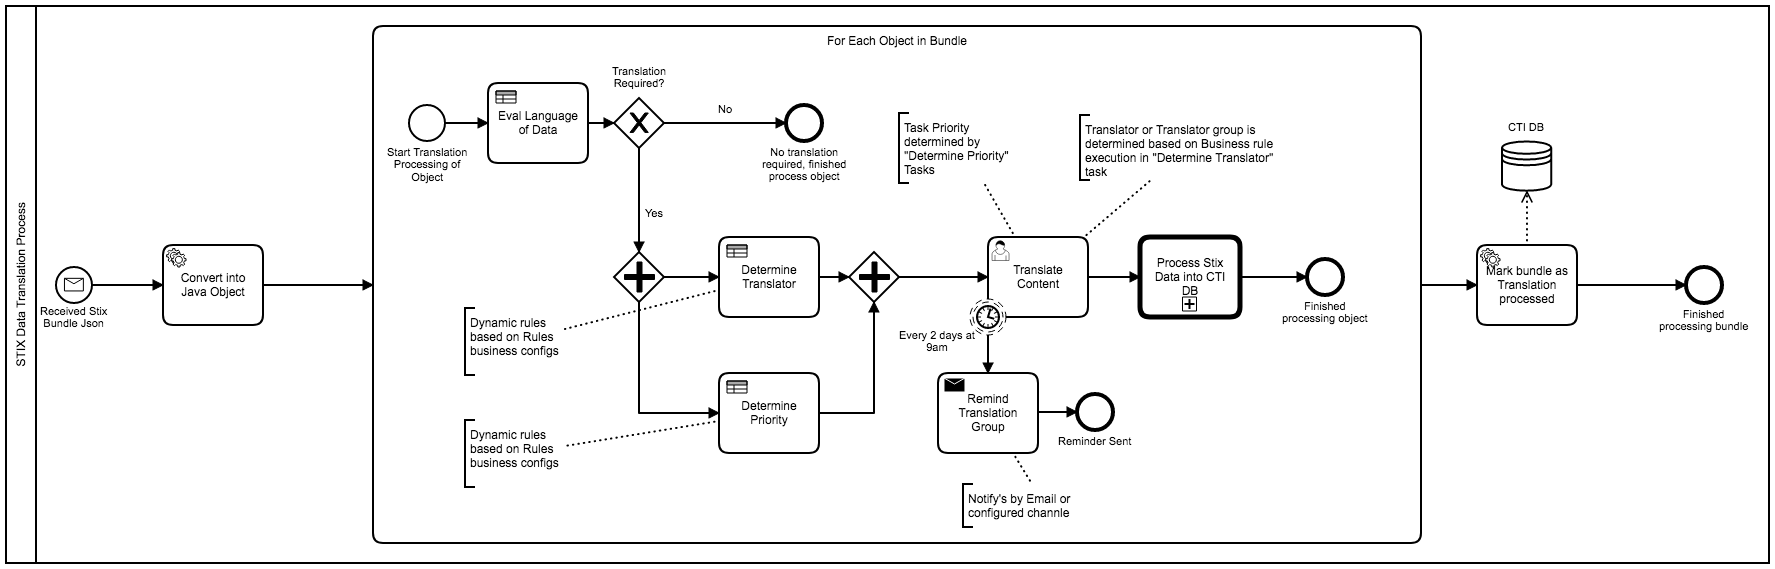 STIX Data Translation Process
Received Stix
Bundle Json
Convert into
Java Object
For Each Object in Bundle
Start Translation
Processing of
Object
Eval Language
of Data
Translation
Required?
No
No translation
required, finished
process object
Yes
Dynamic rules
based on Rules
business configs
Dynamic rules
based on Rules
business configs
Determine
Translator
Determine
Priority
Task Priority
determined by
"Determine Priority"
Tasks
Translator or Translator group is
determined based on Business rule
execution in "Determine Translator"
task
Translate
Content
Every 2 days at
9am
Remind
Translation
Group
Reminder Sent
Notify's by Email or
configured channle
Process Stix
Data into CTI
DB
Finished
processing object
CTI DB
Mark bundle as
Translation
processed
Finished
processing bundle